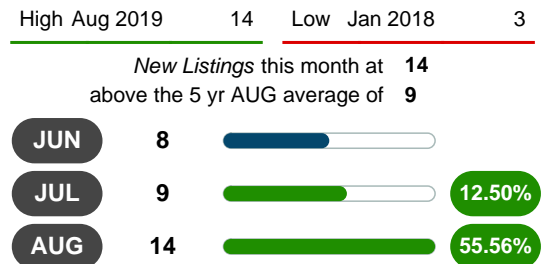 High Aug 2019 14 Low Jan 2018 3
New Listings this month at 14
above the 5 yr AUG average of 9
JUN 8
JUL 9 12.50%
AUG 14 55.56%